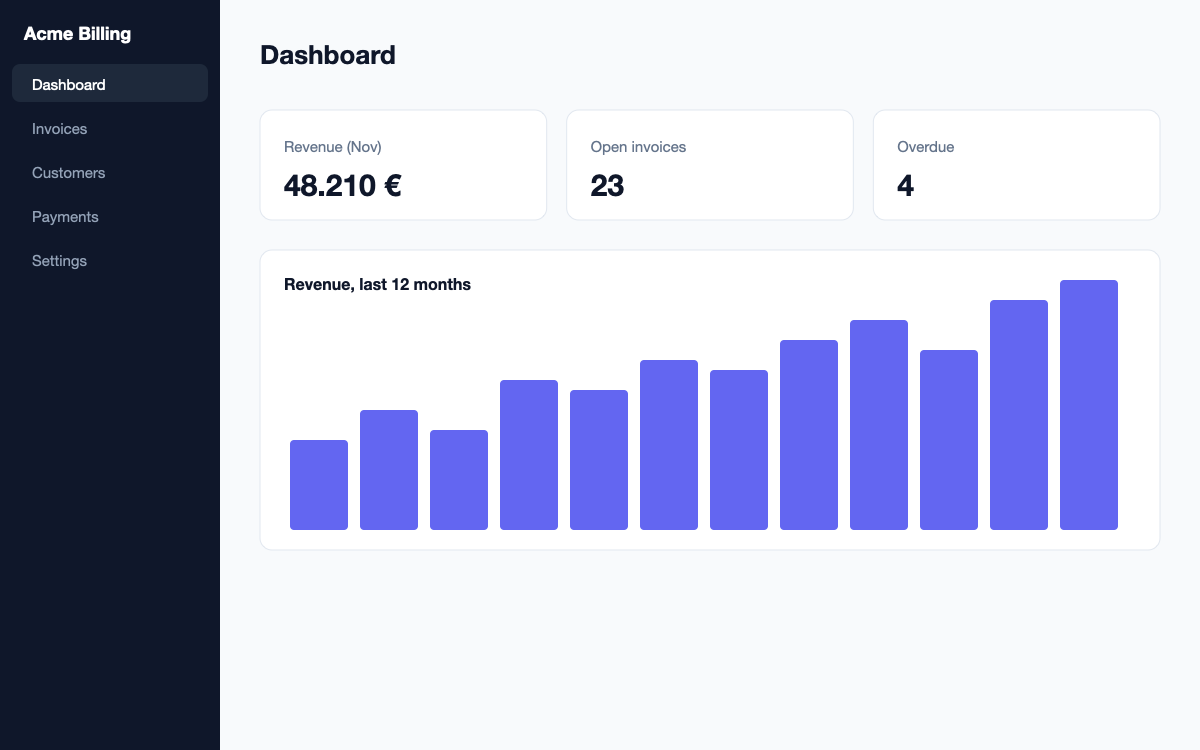 Acme Billing
Dashboard
Invoices
Customers
Payments
Settings
Dashboard
Revenue (Nov)
48.210 €
Open invoices
23
Overdue
4
Revenue, last 12 months